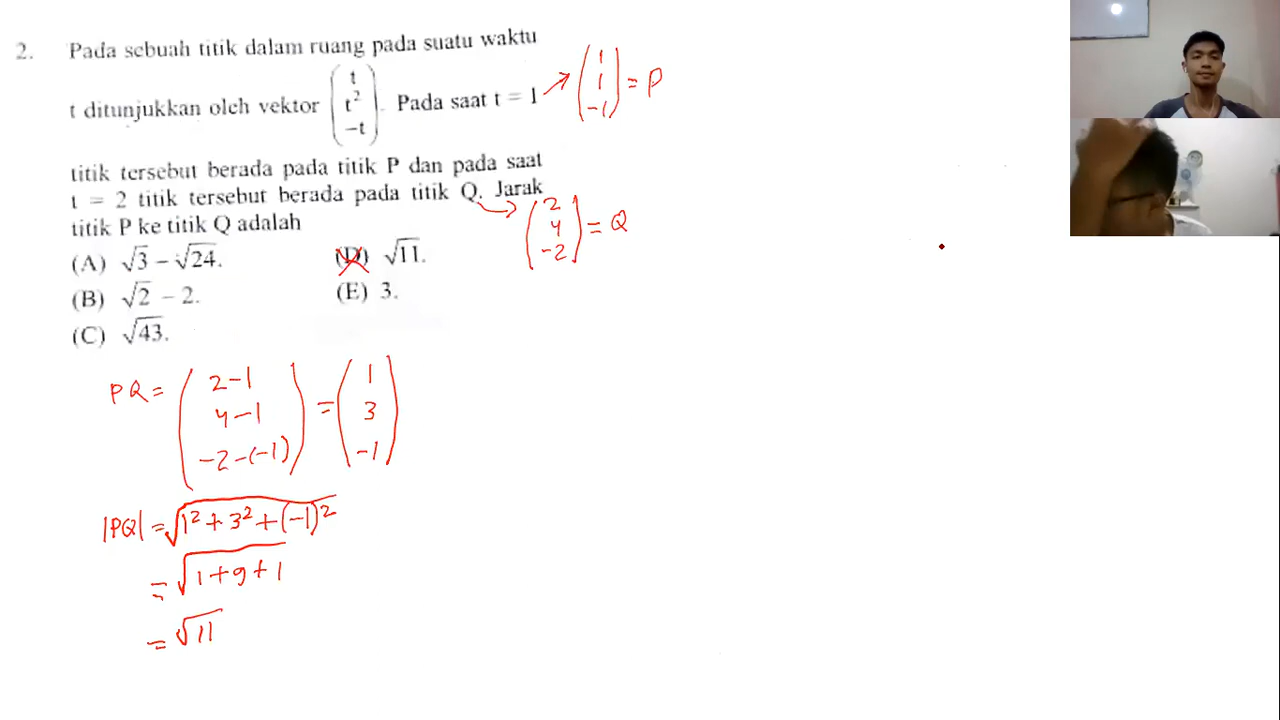 2. Pada sebuah titik dalam ruang pada suatu waktu
t ditunjukkan oleh vektor (t t² −t). Pada saat t = 1 → (1 1 -1) = P
titik tersebut berada pada titik P dan pada saat
t = 2 titik tersebut berada pada titik Q. Jarak
titik P ke titik Q adalah
→ (2 4 -2) = Q
(A) √3 − √24. (D) √11.
(B) √2 − 2. (E) 3.
(C) √43.
PQ = (2-1 4-1 -2-(-1)) = (1 3 -1)
|PQ| = √1² + 3² + (-1)²
= √1+9+1
= √11